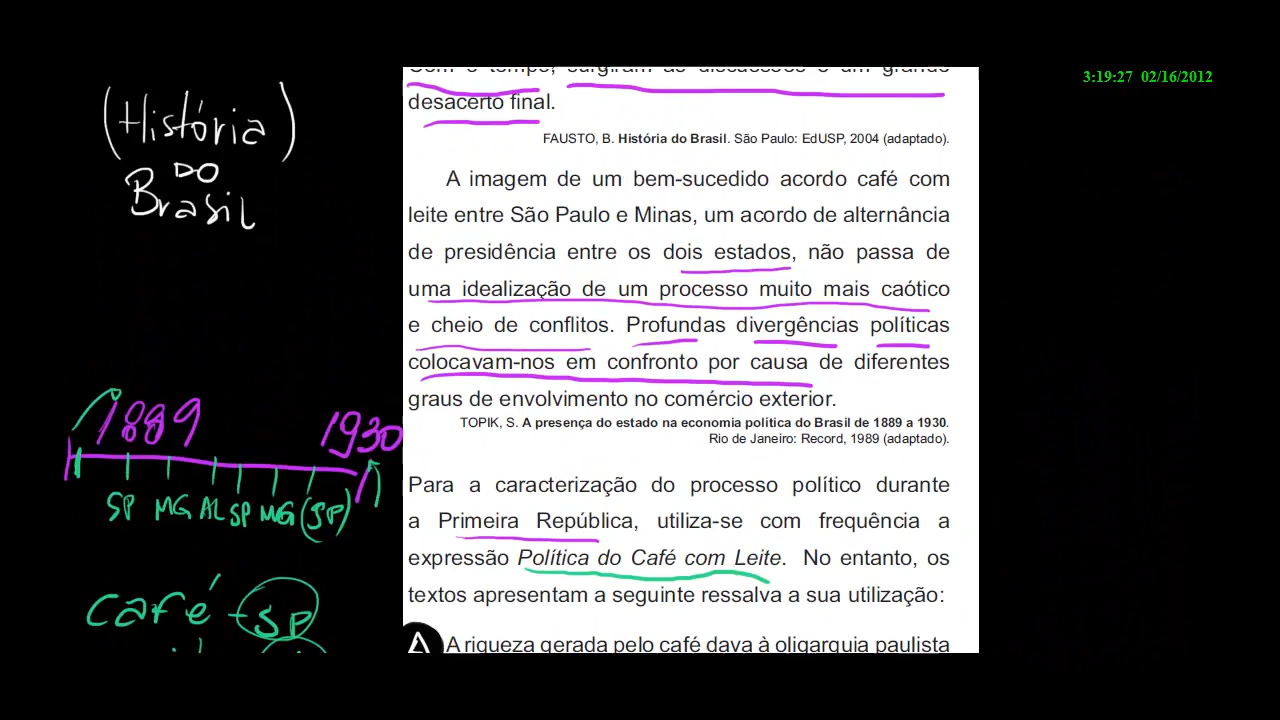 (História)
DO
Brasil
1889 1930
SP MG AL SP MG (SP)
café - SP
Com o tempo, surgiram as discussões e um grande
desacerto final.
FAUSTO, B. História do Brasil. São Paulo: EdUSP, 2004 (adaptado).
A imagem de um bem-sucedido acordo café com
leite entre São Paulo e Minas, um acordo de alternância
de presidência entre os dois estados, não passa de
uma idealização de um processo muito mais caótico
e cheio de conflitos. Profundas divergências políticas
colocavam-nos em confronto por causa de diferentes
graus de envolvimento no comércio exterior.
TOPIK, S. A presença do estado na economia política do Brasil de 1889 a 1930.
Rio de Janeiro: Record, 1989 (adaptado).
Para a caracterização do processo político durante
a Primeira República, utiliza-se com frequência a
expressão Política do Café com Leite. No entanto, os
textos apresentam a seguinte ressalva a sua utilização:
A A riqueza gerada pelo café dava à oligarquia paulista
3:19:27 02/16/2012